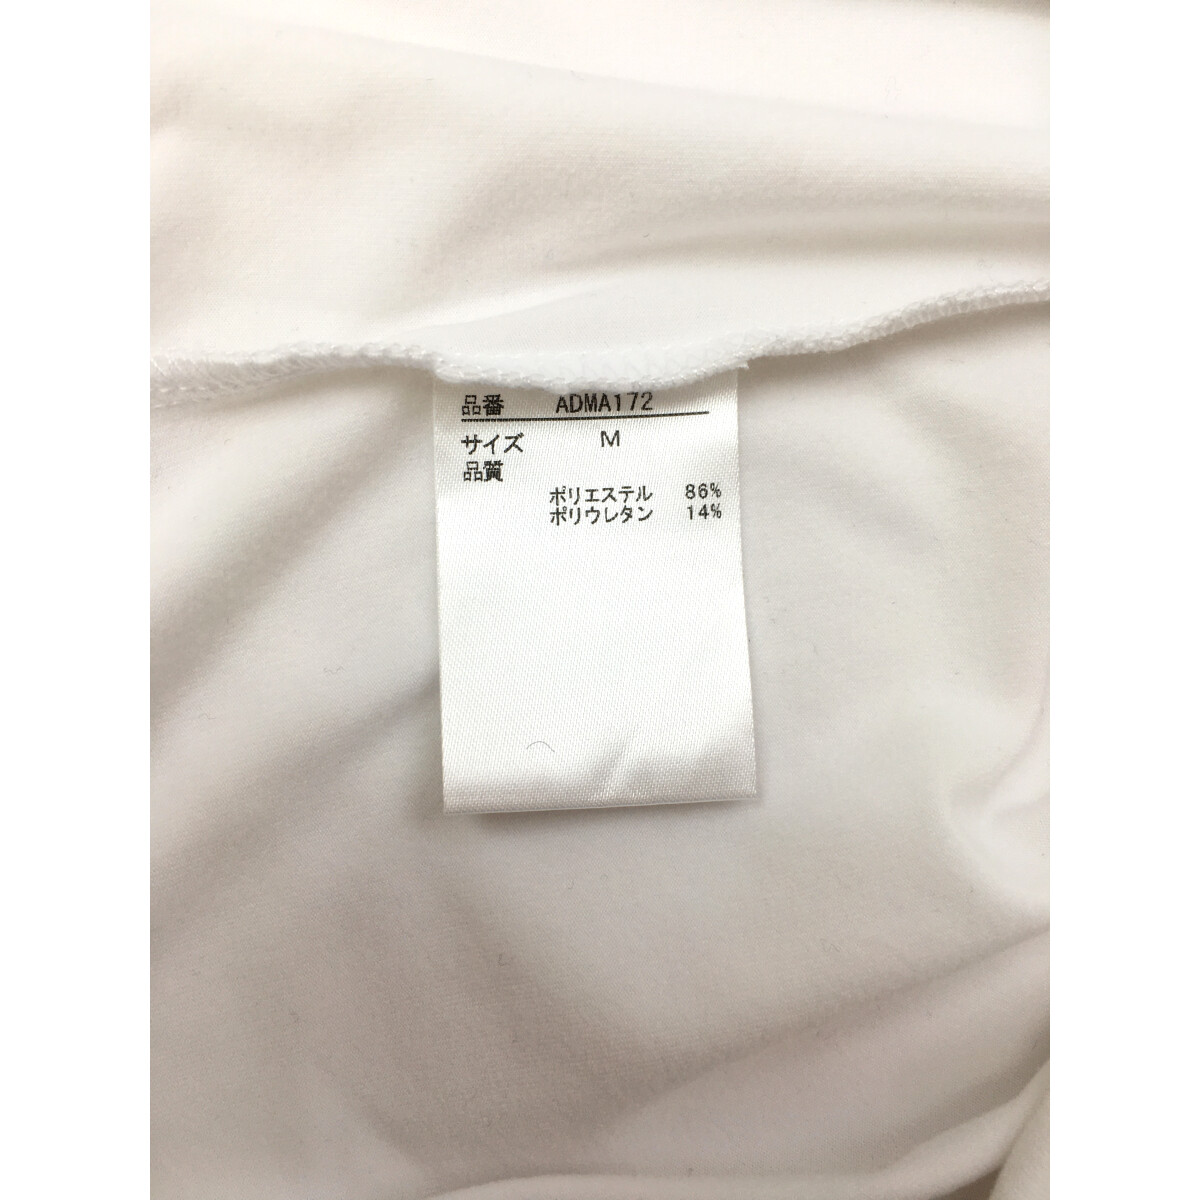 品番 ADMA172
サイズ M
品質
ポリエステル 86%
ポリウレタン 14%